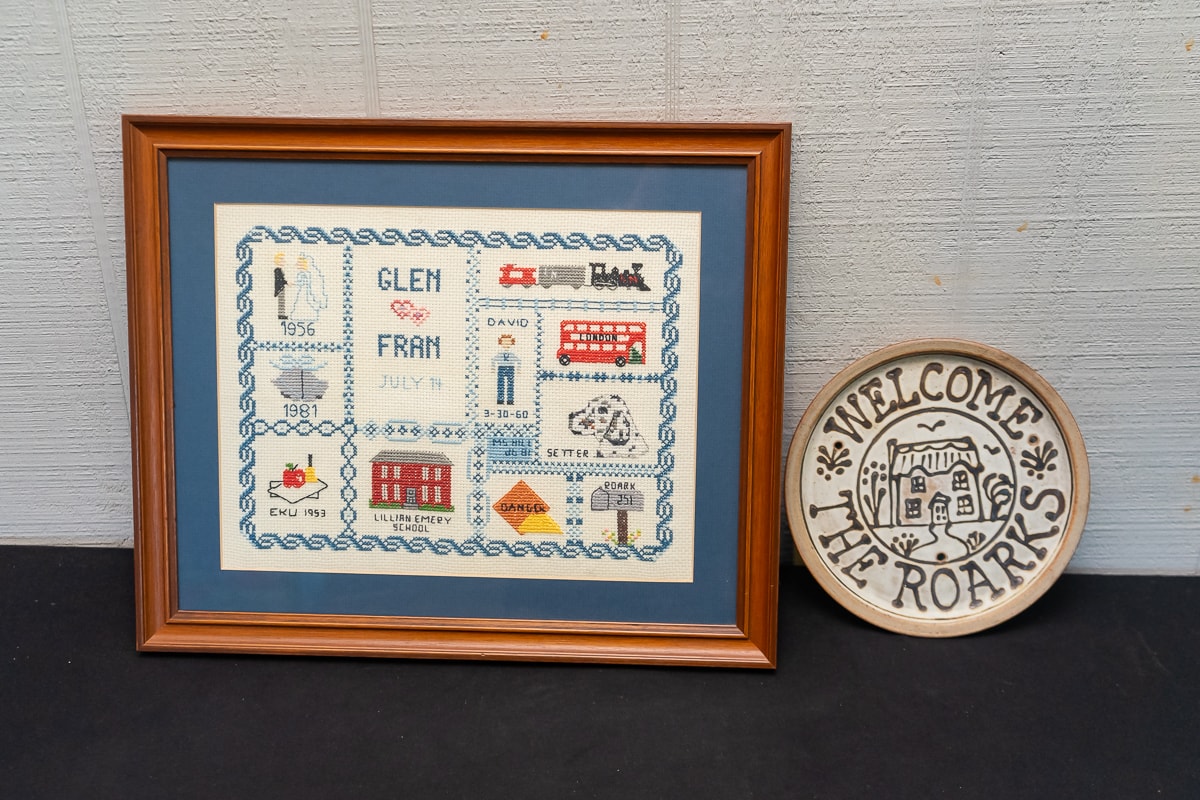 1956
1981
EKU 1953
GLEN
FRAN
JULY 14
LILLIAN EMERY
SCHOOL
DAVID
3-30-60
LONDON
SETTER
DANGER
ROARK
251
WELCOME
THE ROARKS